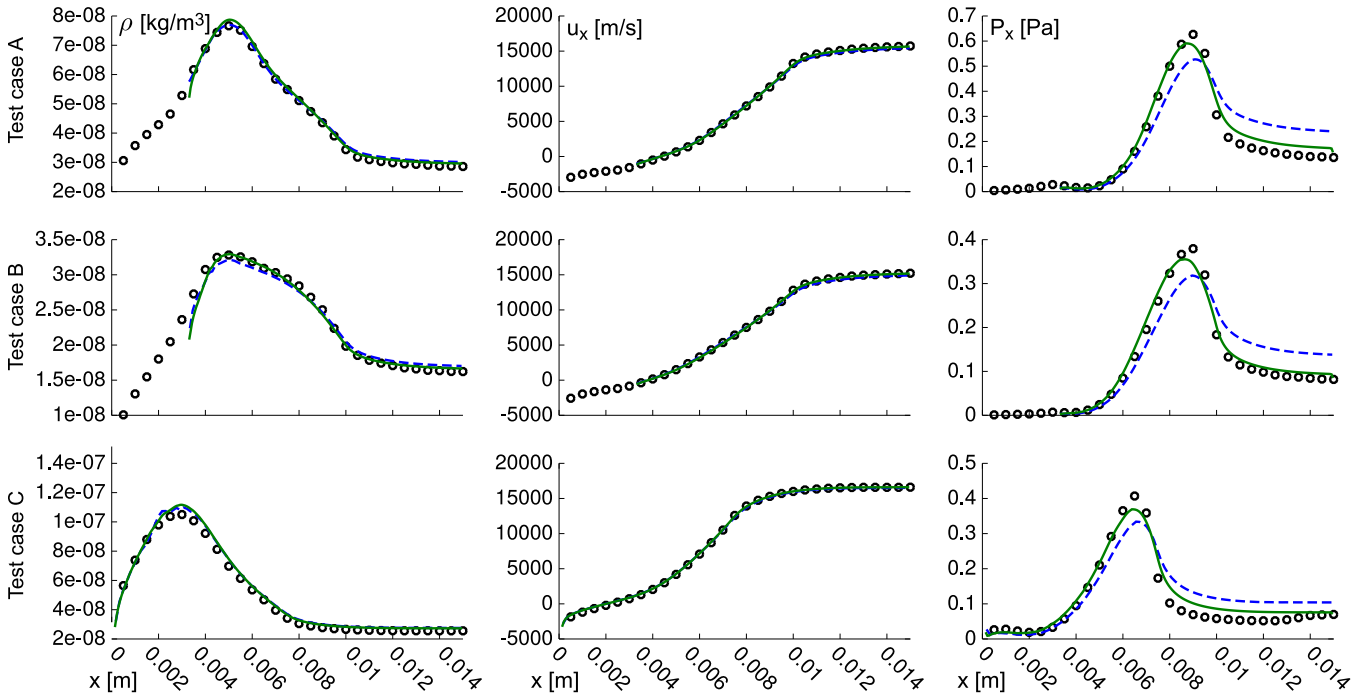 Test case A
ρ [kg/m³]
8e-08
7e-08
6e-08
5e-08
4e-08
3e-08
2e-08
uₓ [m/s]
20000
15000
10000
5000
0
-5000
Pₓ [Pa]
0.7
0.6
0.5
0.4
0.3
0.2
0.1
0
Test case B
3.5e-08
3e-08
2.5e-08
2e-08
1.5e-08
1e-08
20000
15000
10000
5000
0
-5000
0.4
0.3
0.2
0.1
0
Test case C
1.4e-07
1.2e-07
1e-07
8e-08
6e-08
4e-08
2e-08
20000
15000
10000
5000
0
-5000
0.5
0.4
0.3
0.2
0.1
0
0 0.002 0.004 0.006 0.008 0.01 0.012 0.014
x [m]
0 0.002 0.004 0.006 0.008 0.01 0.012 0.014
x [m]
0 0.002 0.004 0.006 0.008 0.01 0.012 0.014
x [m]